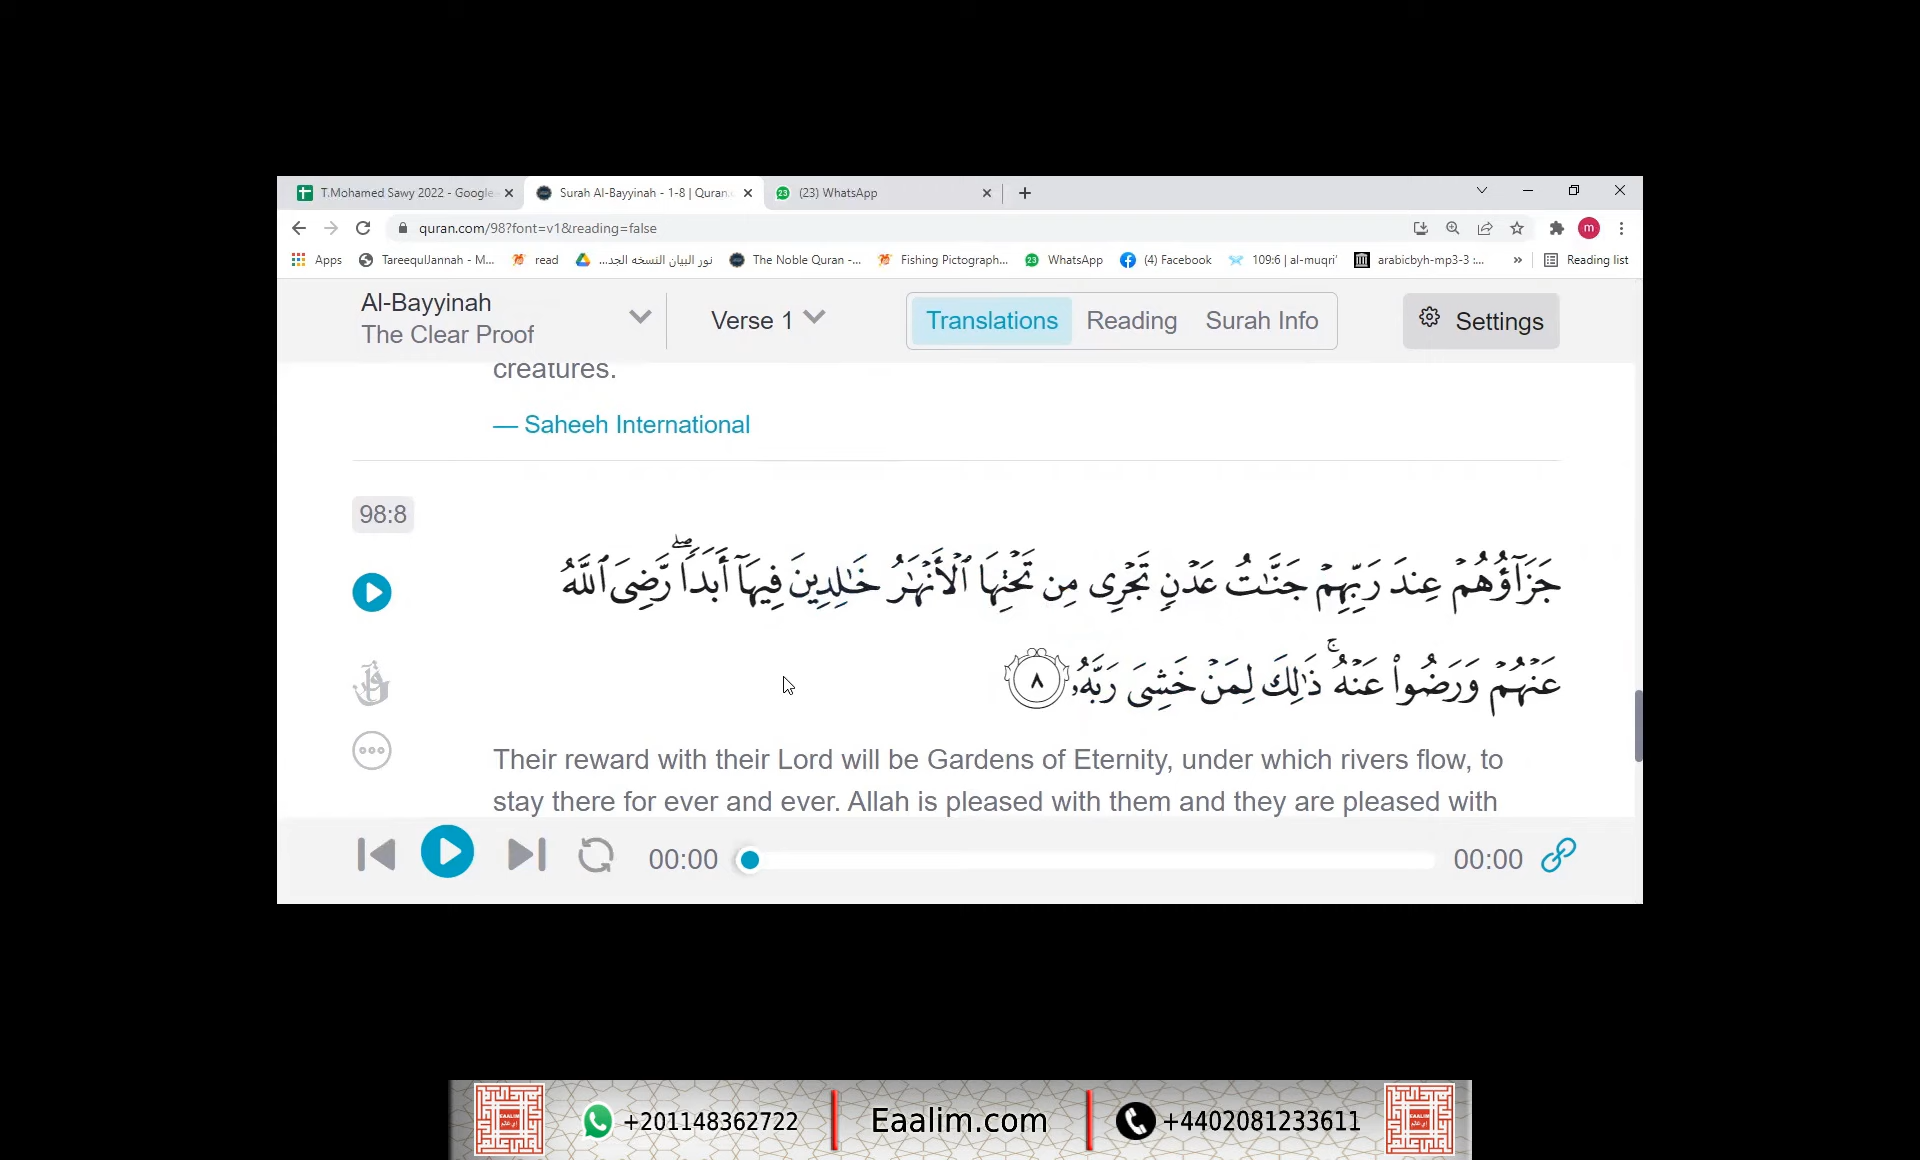 T.Mohamed Sawy 2022 - Google
Surah Al-Bayyinah - 1-8 | Quran.
(23) WhatsApp
quran.com/98?font=v1&reading=false
m
Apps
TareequlJannah - M...
read
نور البيان النسخه الجد...
The Noble Quran -...
Fishing Pictograph...
23
WhatsApp
(4) Facebook
109:6 | al-muqri'
arabicbyh-mp3-3 :...
Reading list
Al-Bayyinah
The Clear Proof
Verse 1
Translations
Reading
Surah Info
Settings
creatures.
— Saheeh International
98:8
جَزَآؤُهُمْ عِندَ رَبِّهِمْ جَنَّـٰتُ عَدْنٍ تَجْرِى مِن تَحْتِهَا ٱلْأَنْهَـٰرُ خَـٰلِدِينَ فِيهَآ أَبَدًا ۖ رَّضِىَ ٱللَّهُ
عَنْهُمْ وَرَضُوا۟ عَنْهُ ۚ ذَٰلِكَ لِمَنْ خَشِىَ رَبَّهُۥ ٨
Their reward with their Lord will be Gardens of Eternity, under which rivers flow, to
stay there for ever and ever. Allah is pleased with them and they are pleased with
00:00
00:00
+201148362722
Eaalim.com
+4402081233611